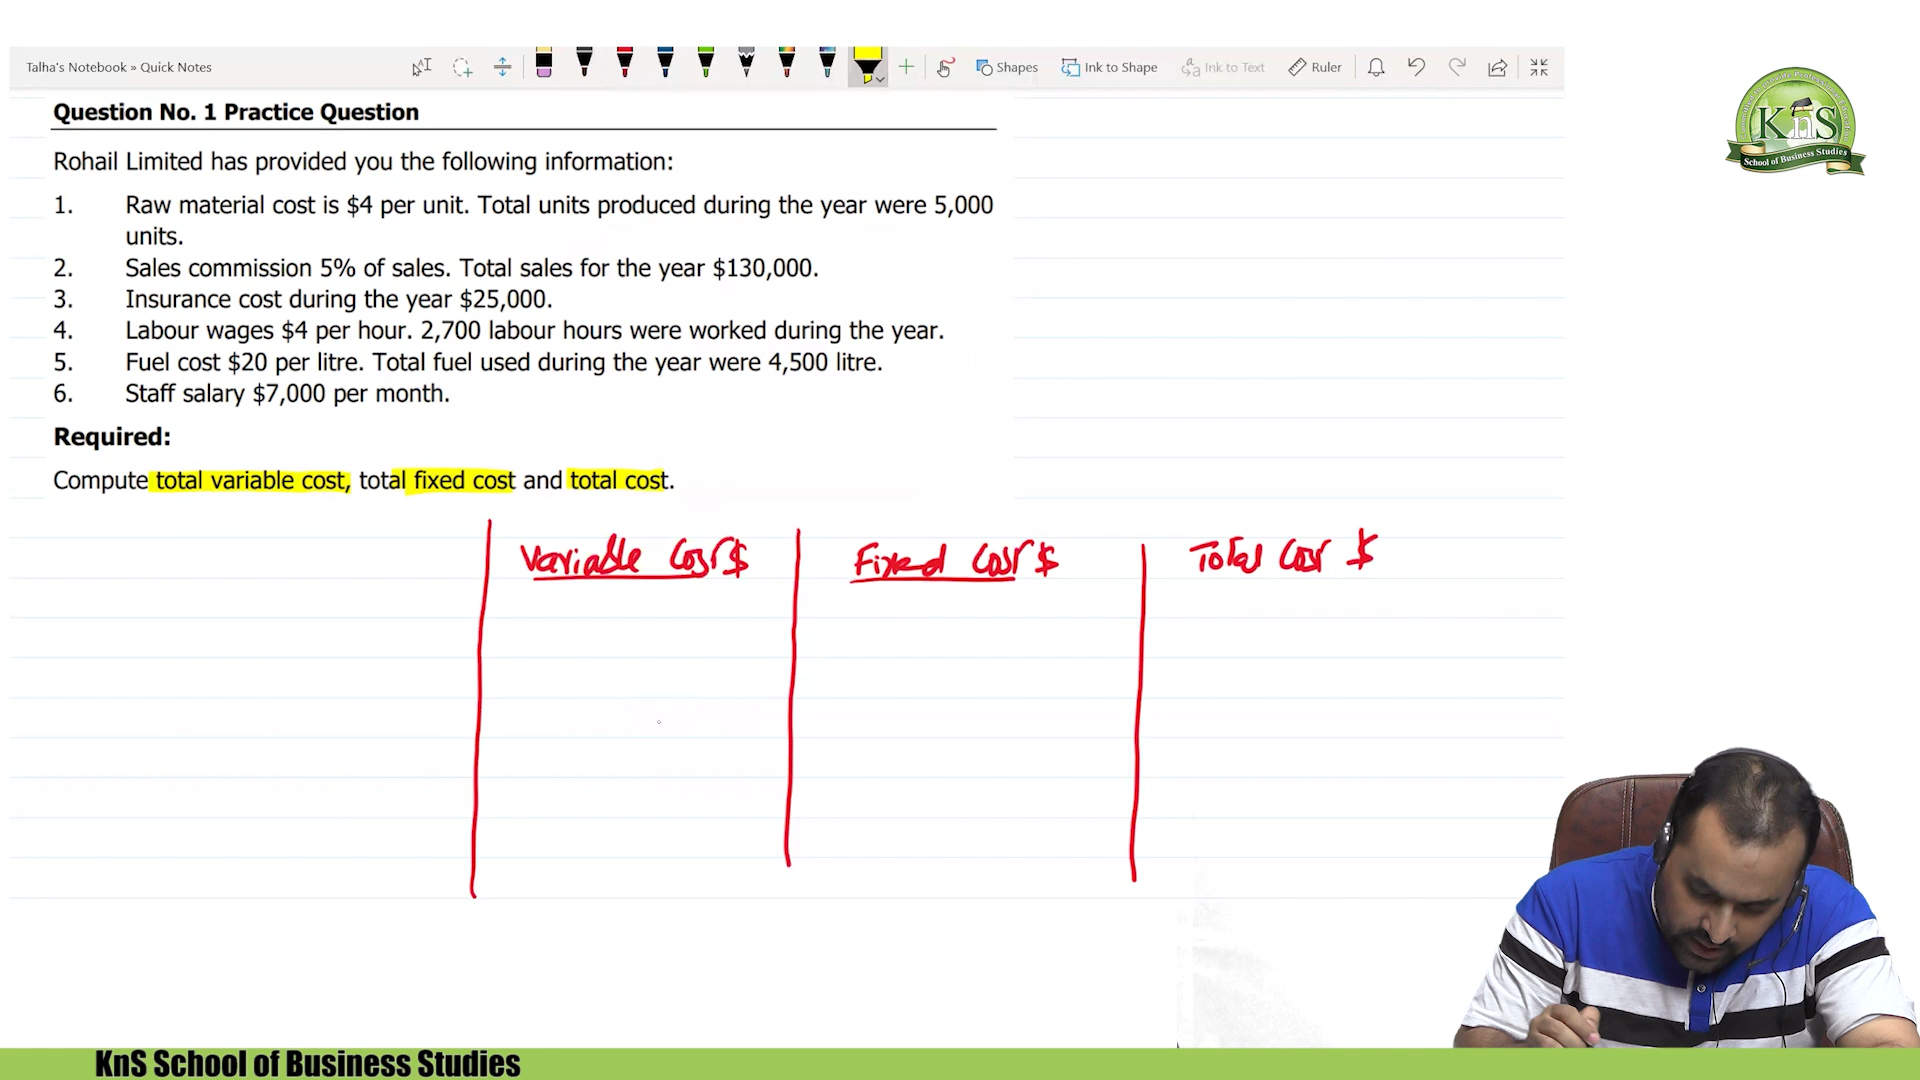 Talha's Notebook » Quick Notes
Shapes
Ink to Shape
Ink to Text
Ruler
Question No. 1 Practice Question
Rohail Limited has provided you the following information:
1. Raw material cost is $4 per unit. Total units produced during the year were 5,000
units.
2. Sales commission 5% of sales. Total sales for the year $130,000.
3. Insurance cost during the year $25,000.
4. Labour wages $4 per hour. 2,700 labour hours were worked during the year.
5. Fuel cost $20 per litre. Total fuel used during the year were 4,500 litre.
6. Staff salary $7,000 per month.
Required:
Compute total variable cost, total fixed cost and total cost.
Variable Cost $ Fixed Cost $ Total Cost $
KnS
School of Business Studies
KnS School of Business Studies